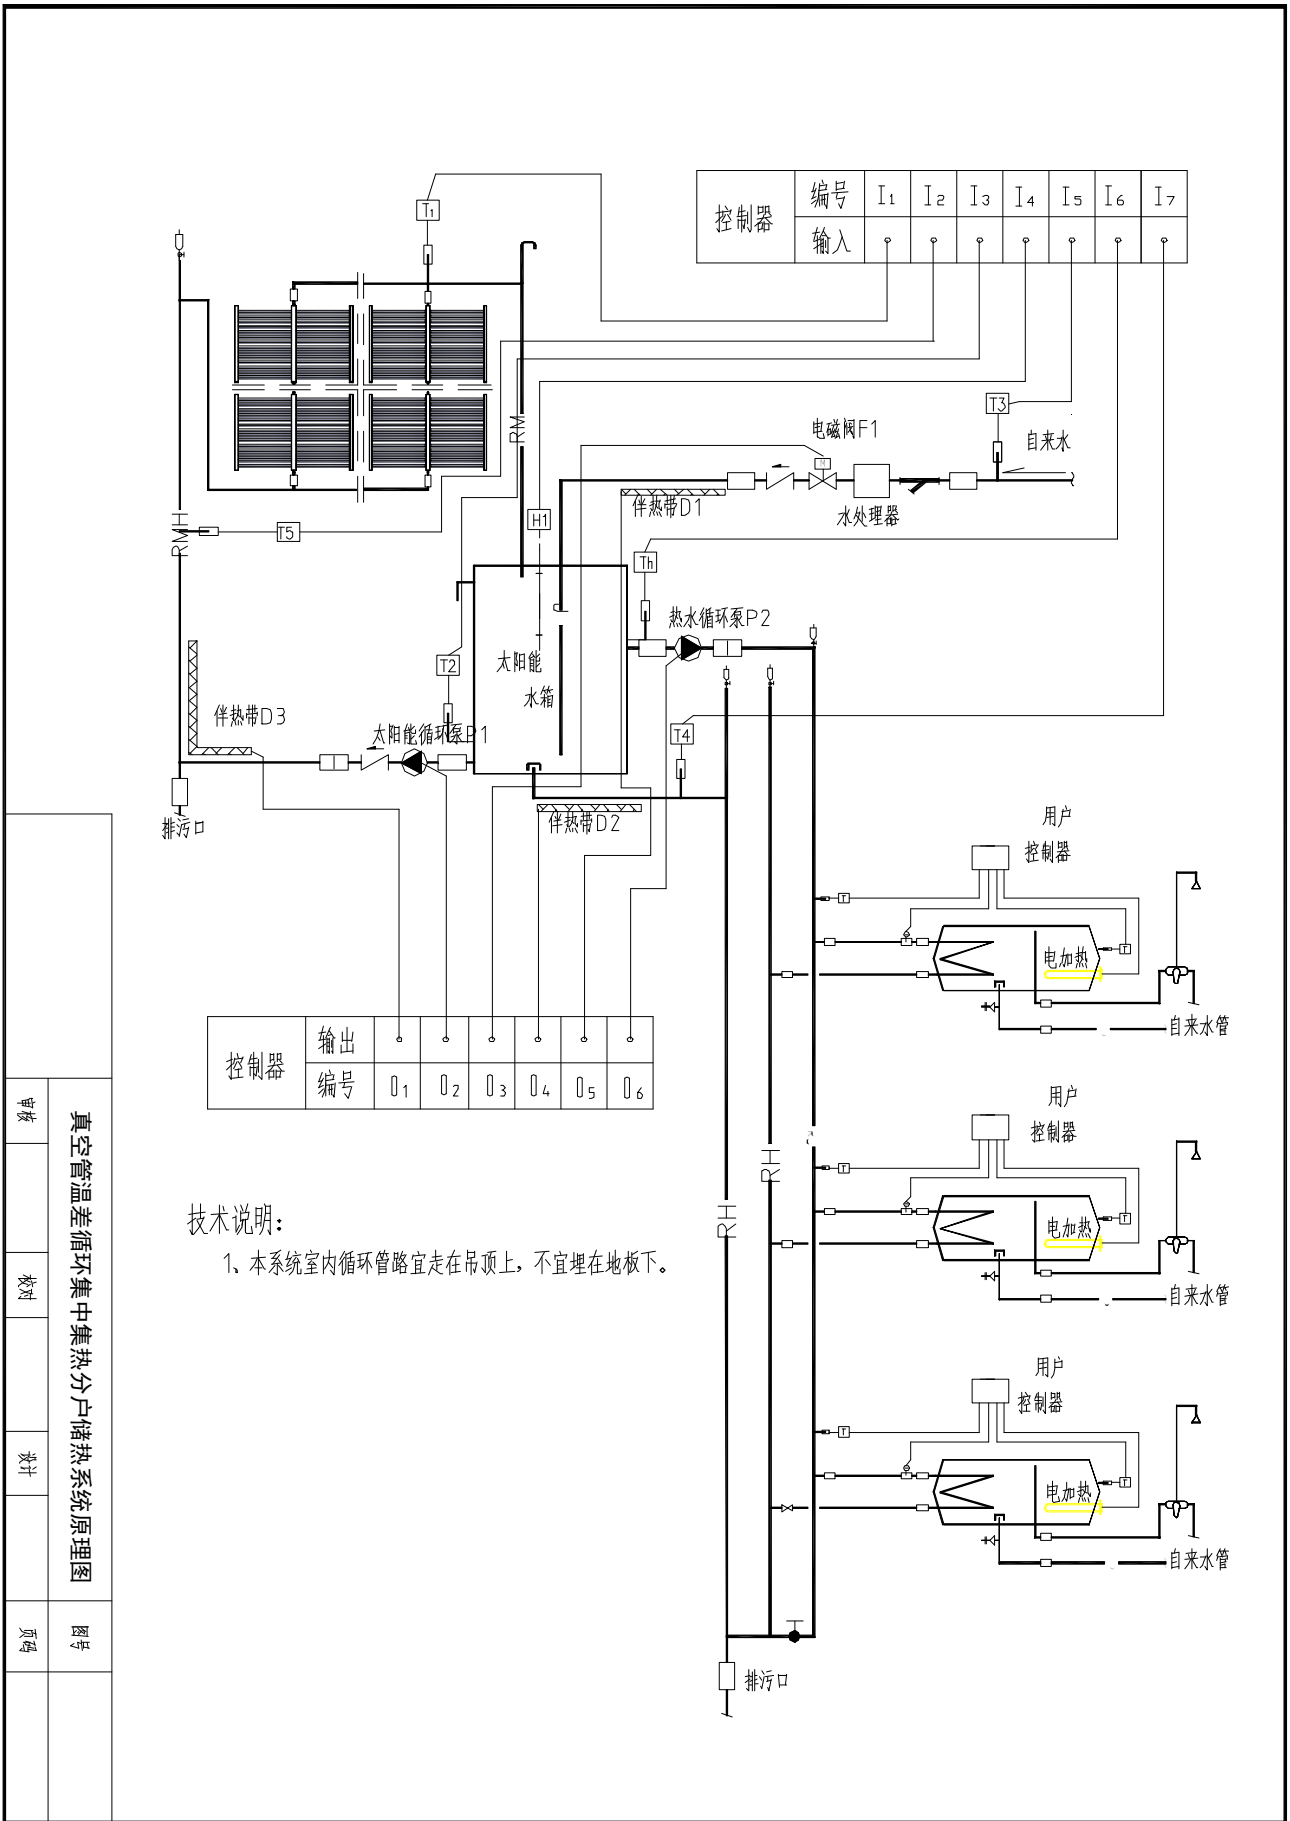 控制器
编号 I1 I2 I3 I4 I5 I6 I7
输入
T1
T3
自来水
电磁阀F1
M
RM
水处理器
伴热带D1
H1
T5
RMH
Th
热水循环泵P2
太阳能
水箱
T2
伴热带D3
太阳能循环泵P1
T4
排污口
伴热带D2
用户
控制器
T
T
电加热
自来水管
控制器
输出
编号 O1 O2 O3 O4 O5 O6
用户
控制器
T
T
电加热
自来水管
RH
RH
技术说明：
1、本系统室内循环管路宜走在吊顶上，不宜埋在地板下。
用户
控制器
T
T
电加热
自来水管
排污口
真空管温差循环集中集热分户储热系统原理图
图号
审核
校对
设计
页码